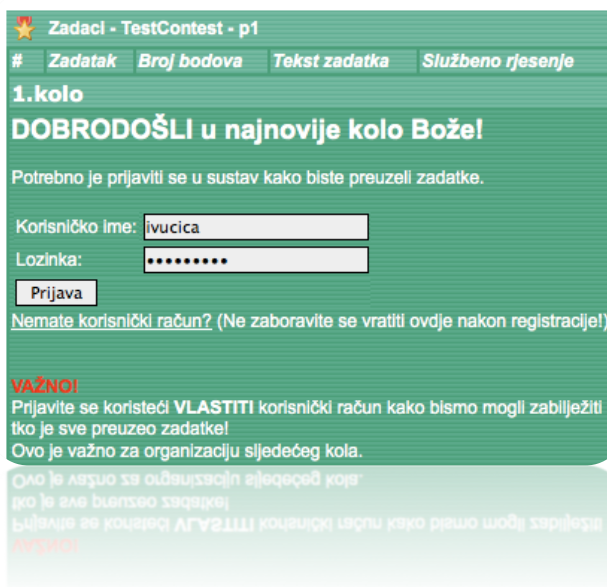 Zadaci - TestContest - p1
# Zadatak Broj bodova Tekst zadatka Službeno rjesenje
1.kolo
DOBRODOŠLI u najnovije kolo Bože!
Potrebno je prijaviti se u sustav kako biste preuzeli zadatke.
Korisničko ime: ivucica
Lozinka: •••••••••
Prijava
Nemate korisnički račun? (Ne zaboravite se vratiti ovdje nakon registracije!)
VAŽNO!
Prijavite se koristeći VLASTITI korisnički račun kako bismo mogli zabilježiti
tko je sve preuzeo zadatke!
Ovo je važno za organizaciju sljedećeg kola.